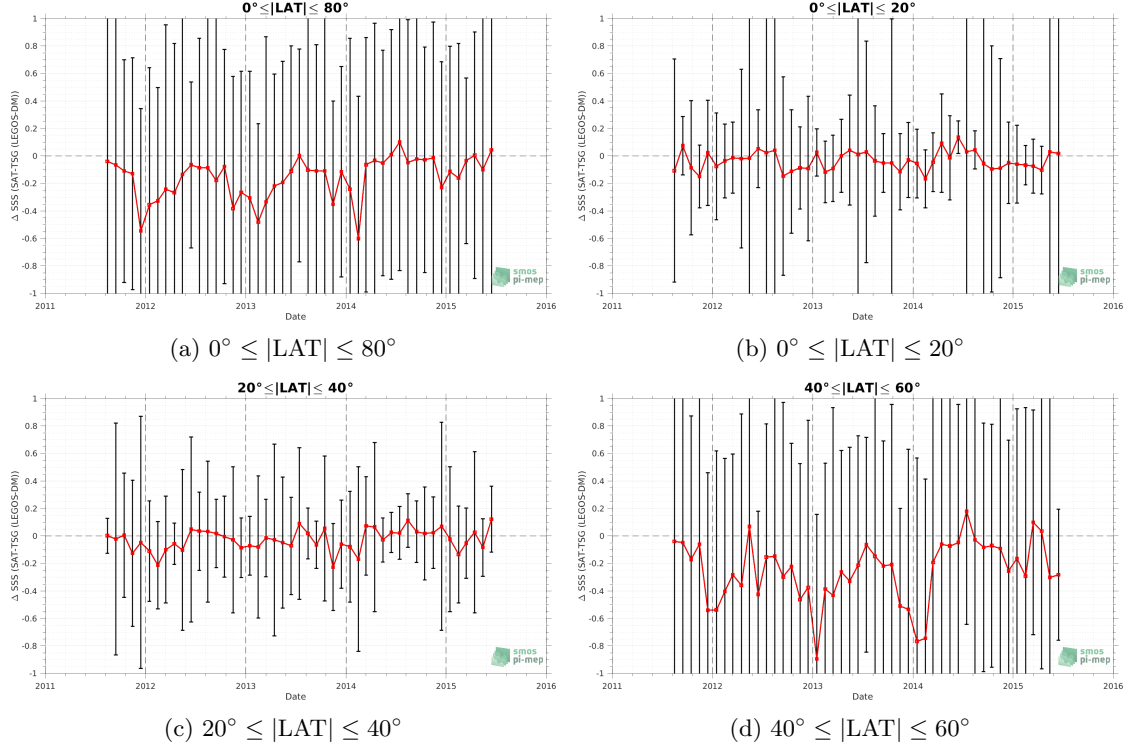 0°≤|LAT|≤ 80°
Δ SSS (SAT-TSG (LEGOS-DM))
1
0.8
0.6
0.4
0.2
0
-0.2
-0.4
-0.6
-0.8
-1
2011
2012
2013
2014
2015
2016
Date
smos
pi-mep
(a) 0° ≤ |LAT| ≤ 80°
0°≤|LAT|≤ 20°
Δ SSS (SAT-TSG (LEGOS-DM))
1
0.8
0.6
0.4
0.2
0
-0.2
-0.4
-0.6
-0.8
-1
2011
2012
2013
2014
2015
2016
Date
smos
pi-mep
(b) 0° ≤ |LAT| ≤ 20°
20°≤|LAT|≤ 40°
Δ SSS (SAT-TSG (LEGOS-DM))
1
0.8
0.6
0.4
0.2
0
-0.2
-0.4
-0.6
-0.8
-1
2011
2012
2013
2014
2015
2016
Date
smos
pi-mep
(c) 20° ≤ |LAT| ≤ 40°
40°≤|LAT|≤ 60°
Δ SSS (SAT-TSG (LEGOS-DM))
1
0.8
0.6
0.4
0.2
0
-0.2
-0.4
-0.6
-0.8
-1
2011
2012
2013
2014
2015
2016
Date
smos
pi-mep
(d) 40° ≤ |LAT| ≤ 60°